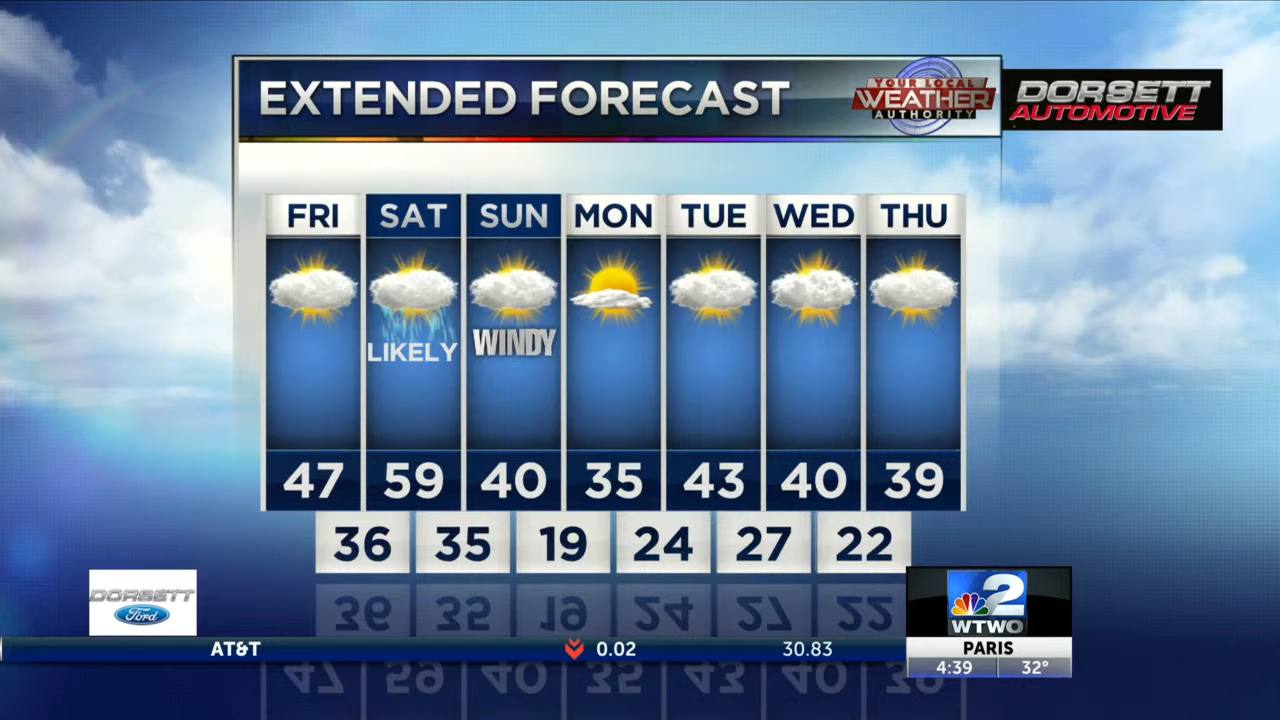 EXTENDED FORECAST
YOUR LOCAL
WEATHER
AUTHORITY
DORSETT
AUTOMOTIVE
FRI SAT SUN MON TUE WED THU
LIKELY WINDY
47 59 40 35 43 40 39
36 35 19 24 27 22
DORSETT
Ford
2
WTWO
AT&T 0.02 30.83
PARIS
4:39 32°